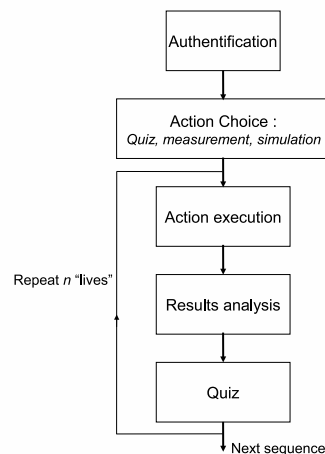 Authentification
Action Choice :
Quiz, measurement, simulation
Action execution
Repeat n “lives”
Results analysis
Quiz
Next sequence